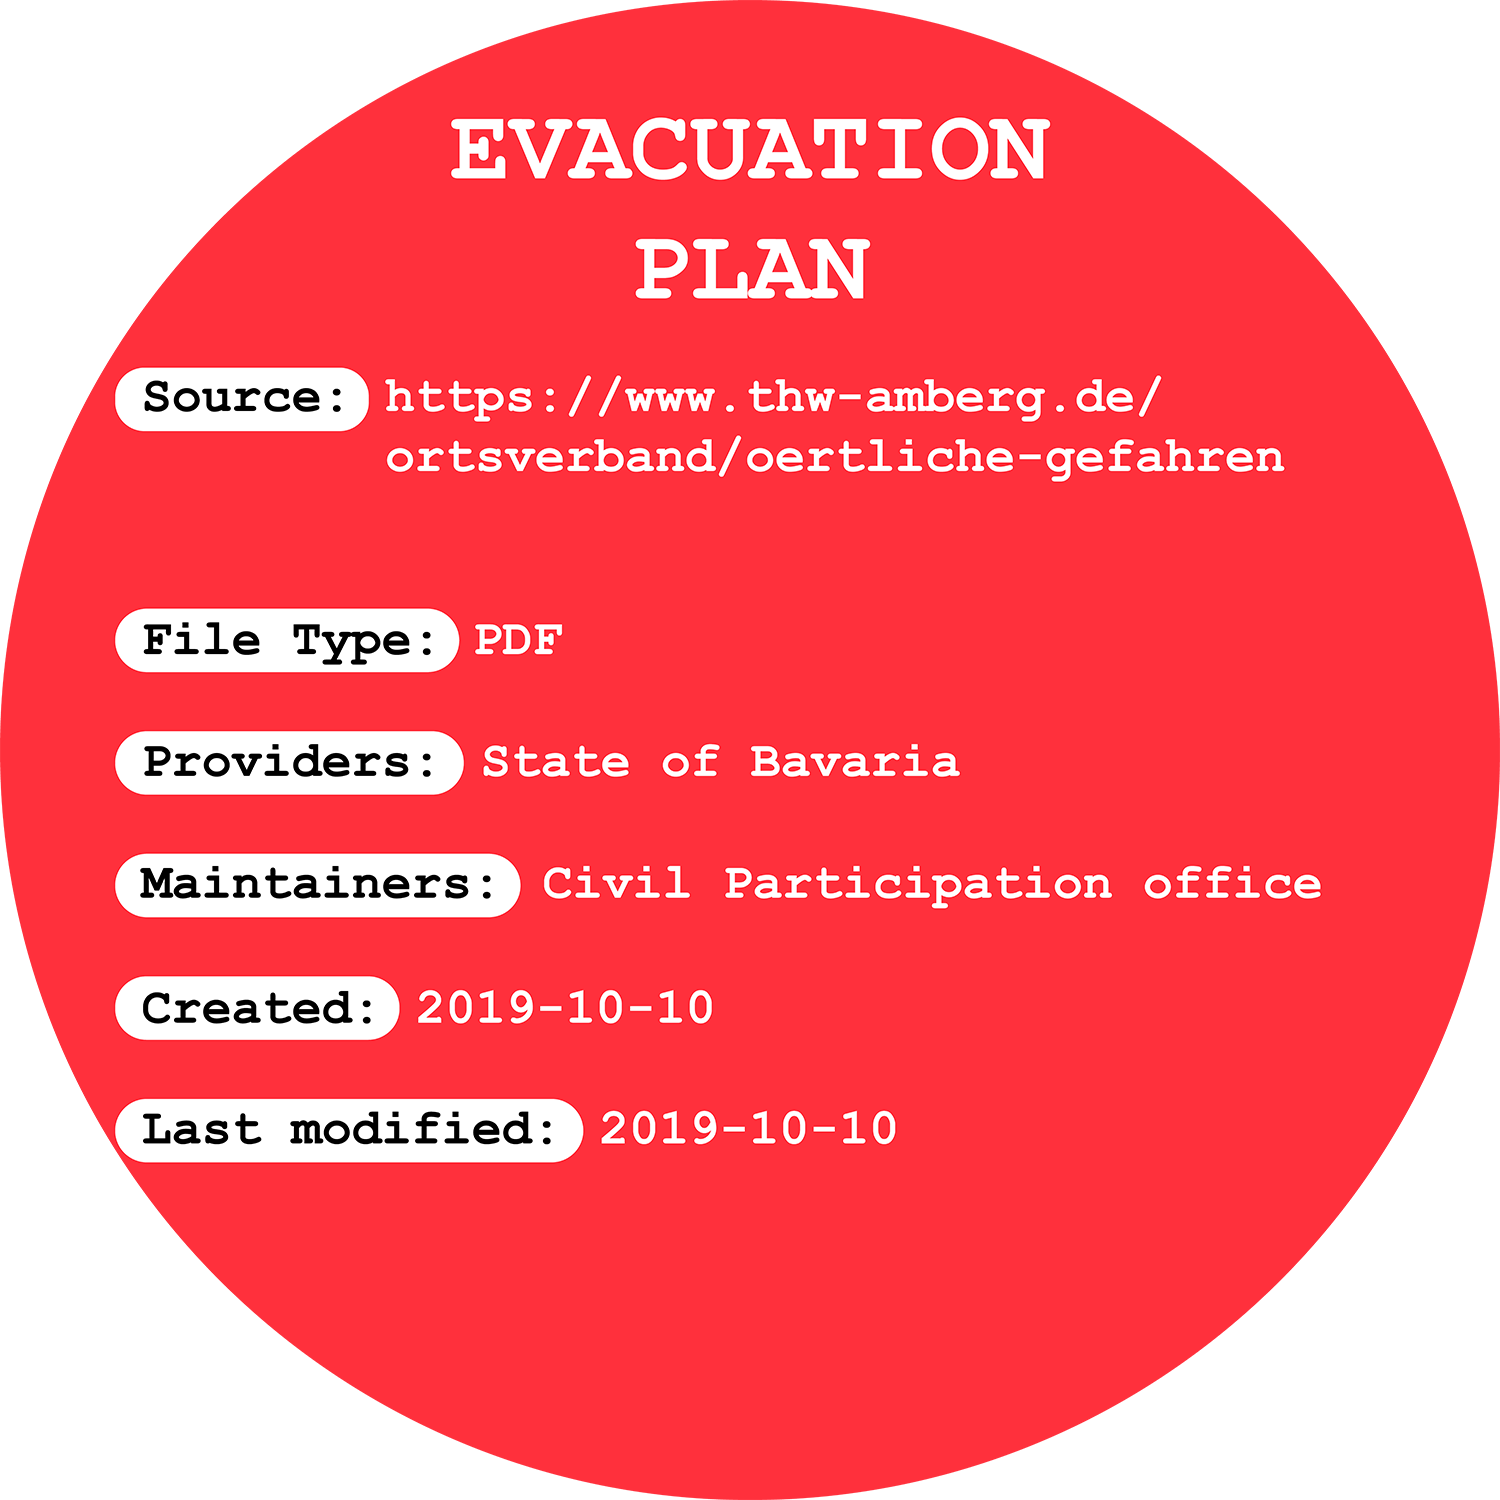 EVACUATION
PLAN
Source: https://www.thw-amberg.de/
ortsverband/oertliche-gefahren
File Type: PDF
Providers: State of Bavaria
Maintainers: Civil Participation office
Created: 2019-10-10
Last modified: 2019-10-10